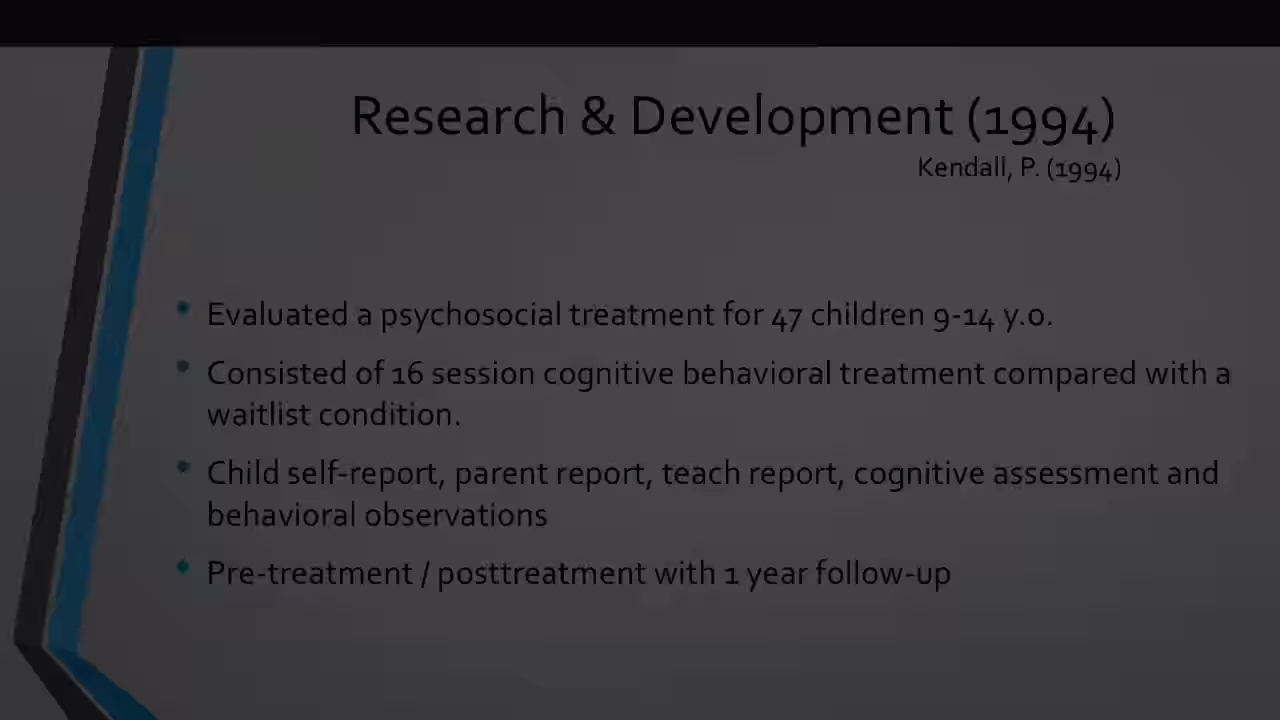 Research & Development (1994)
Kendall, P. (1994)
• Evaluated a psychosocial treatment for 47 children 9-14 y.o.
• Consisted of 16 session cognitive behavioral treatment compared with a
waitlist condition.
• Child self-report, parent report, teach report, cognitive assessment and
behavioral observations
• Pre-treatment / posttreatment with 1 year follow-up